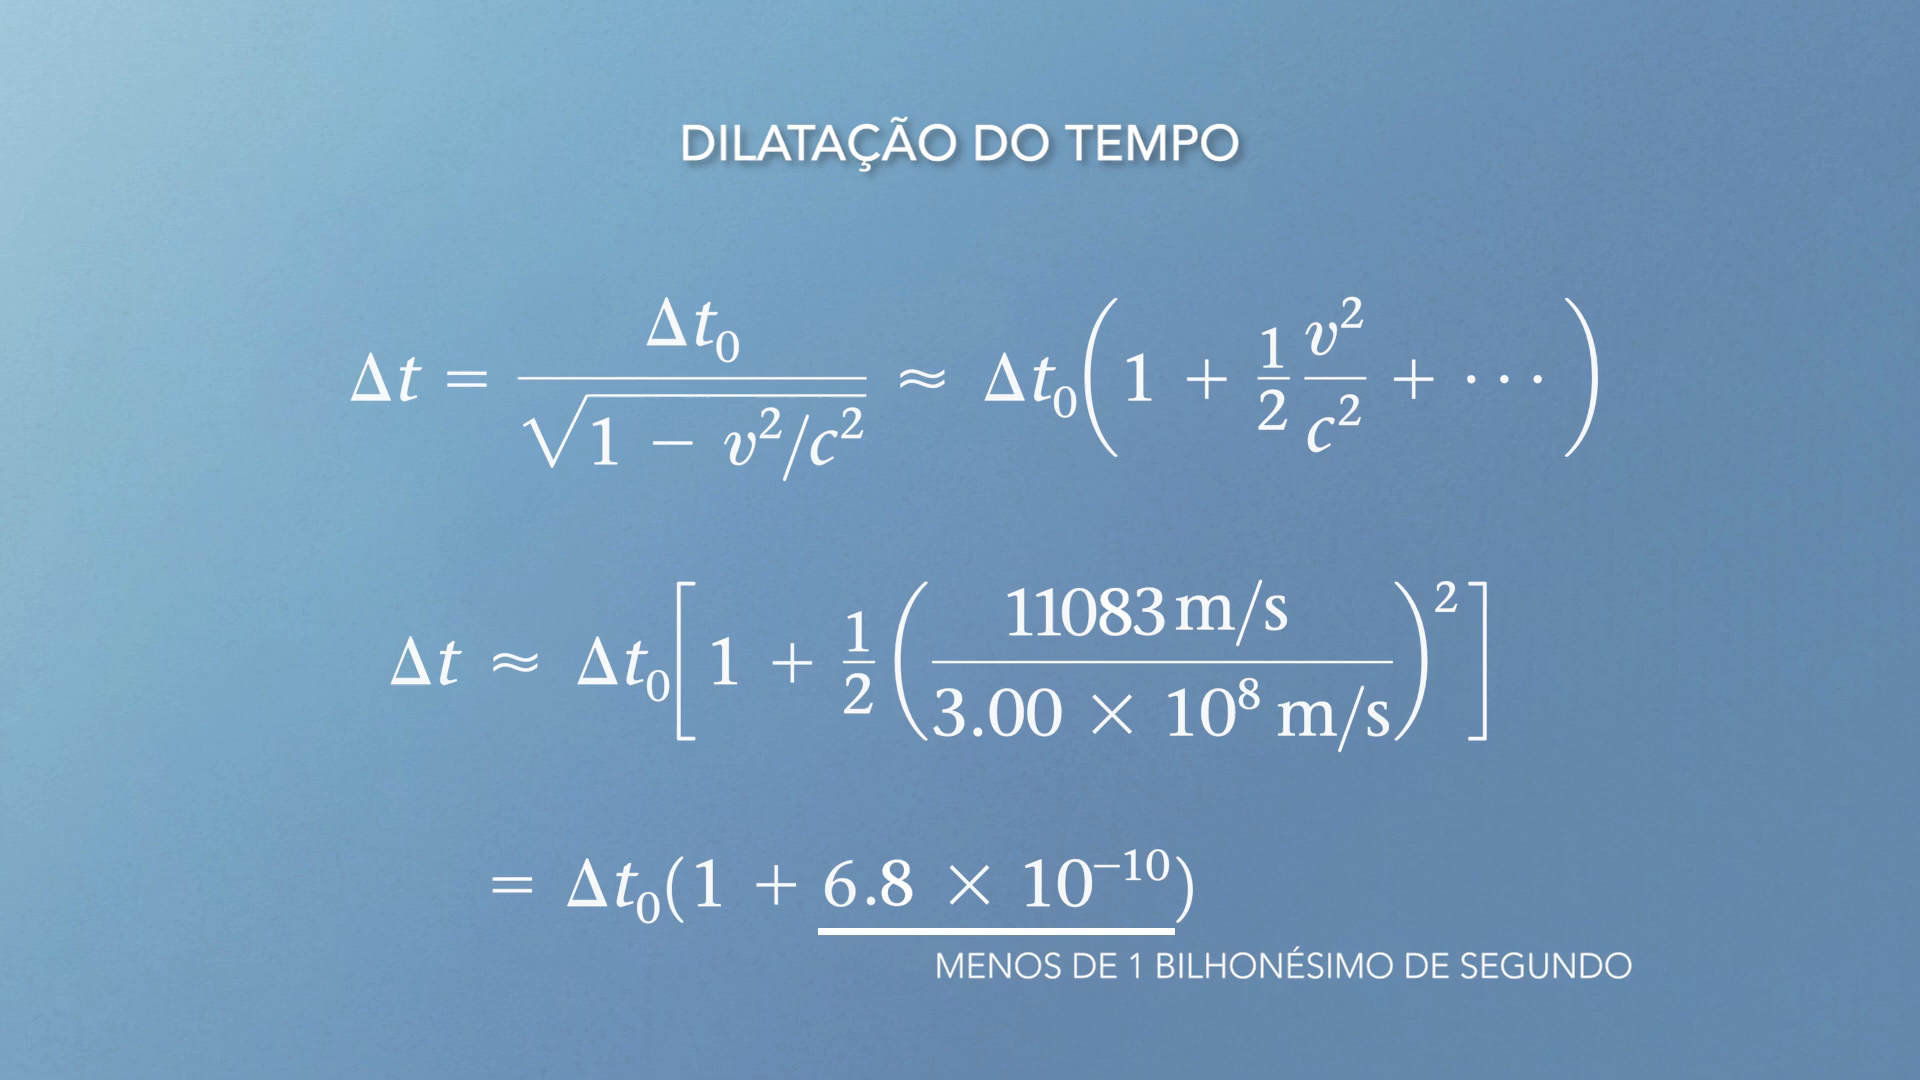 DILATAÇÃO DO TEMPO
Δt = Δt₀ / √(1 − v²/c²) ≈ Δt₀(1 + 1/2 v²/c² + · · ·)
Δt ≈ Δt₀[1 + 1/2 (11083 m/s / 3.00 × 10⁸ m/s)²]
= Δt₀(1 + 6.8 × 10⁻¹⁰)
MENOS DE 1 BILHONÉSIMO DE SEGUNDO